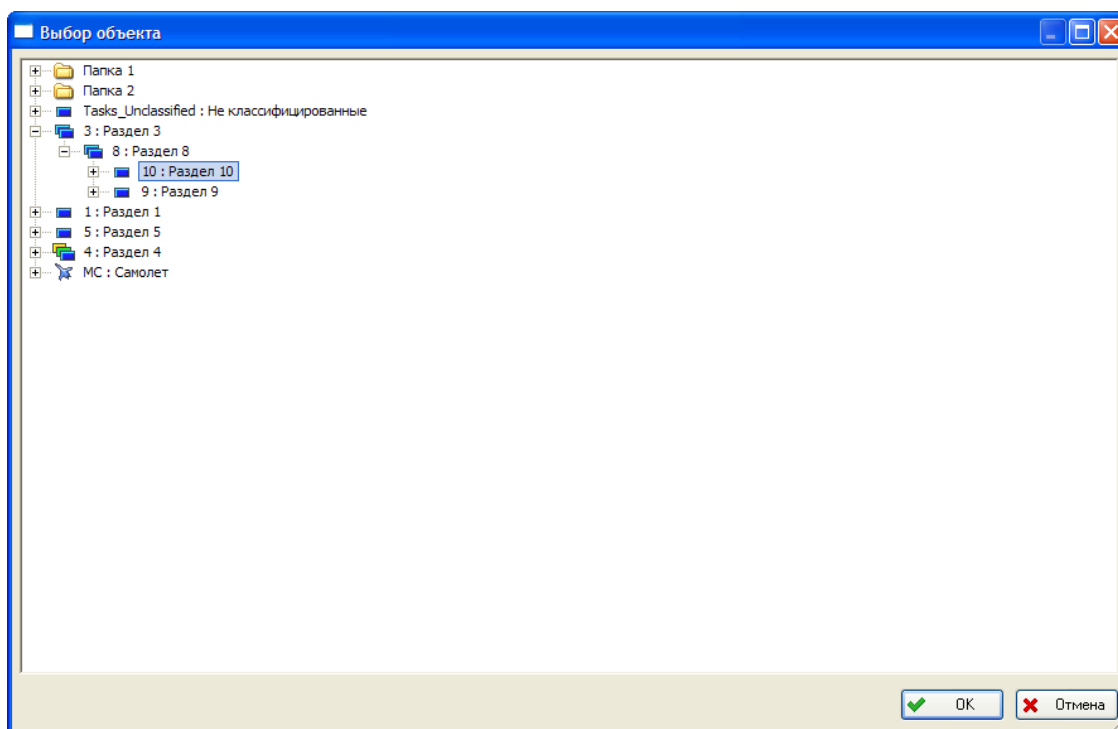 Выбор объекта
Папка 1
Папка 2
Tasks_Unclassified : Не классифицированные
3 : Раздел 3
8 : Раздел 8
10 : Раздел 10
9 : Раздел 9
1 : Раздел 1
5 : Раздел 5
4 : Раздел 4
МС : Самолет
OK Отмена